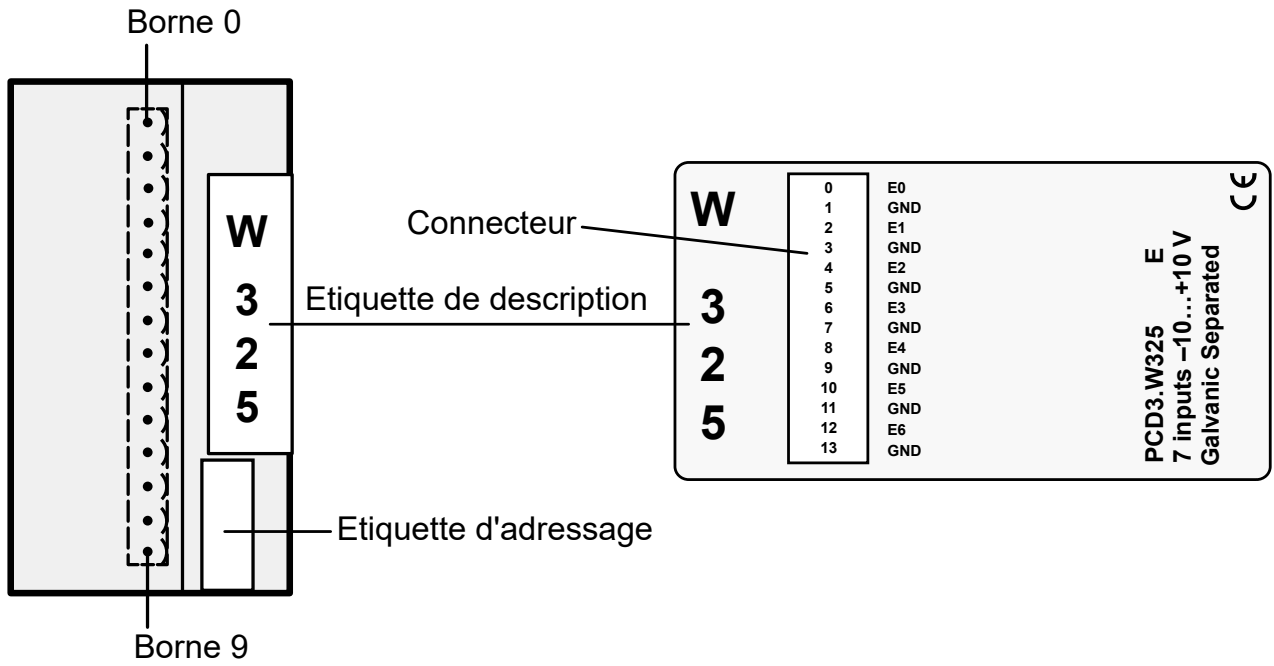 Borne 0
W
3
2
5
Connecteur
Etiquette de description
Etiquette d'adressage
Borne 9
W
3
2
5
0 E0
1 GND
2 E1
3 GND
4 E2
5 GND
6 E3
7 GND
8 E4
9 GND
10 E5
11 GND
12 E6
13 GND
PCD3.W325 E
7 inputs –10…+10 V
Galvanic Separated
CE